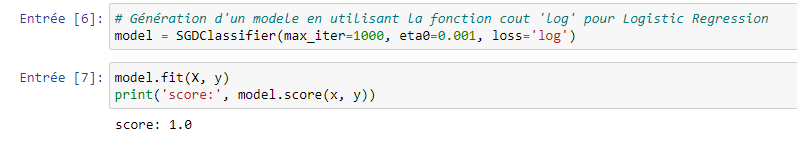 Entrée [6]: # Génération d'un modele en utilisant la fonction cout 'log' pour Logistic Regression
model = SGDClassifier(max_iter=1000, eta0=0.001, loss='log')
Entrée [7]: model.fit(X, y)
print('score:', model.score(x, y))
score: 1.0